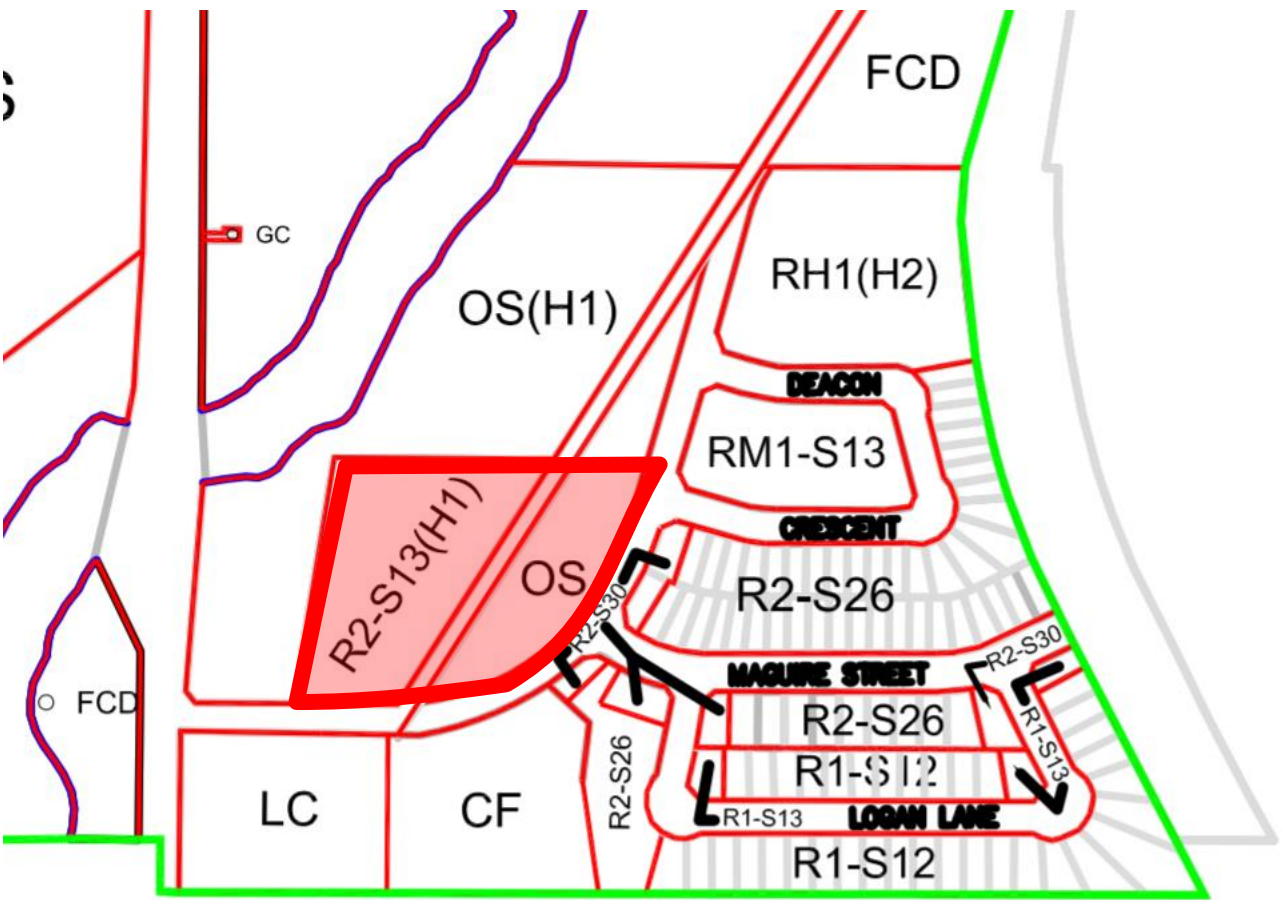 FCD
GC
RH1(H2)
OS(H1)
DEACON
RM1-S13
CRESCENT
R2-S13(H1)
OS
R2-S30
R2-S26
R2-S30
MAGUIRE STREET
FCD
R2-S26
R1-S13
R2-S26
R1-S12
LC
CF
R1-S13
LOGAN LANE
R1-S12